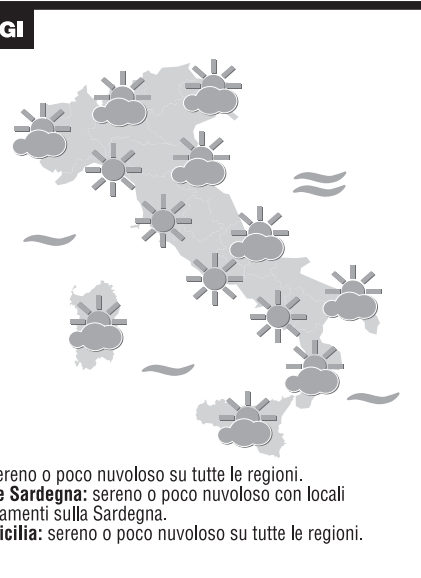 GI
ereno o poco nuvoloso su tutte le regioni.
e Sardegna: sereno o poco nuvoloso con locali
amenti sulla Sardegna.
icilia: sereno o poco nuvoloso su tutte le regioni.